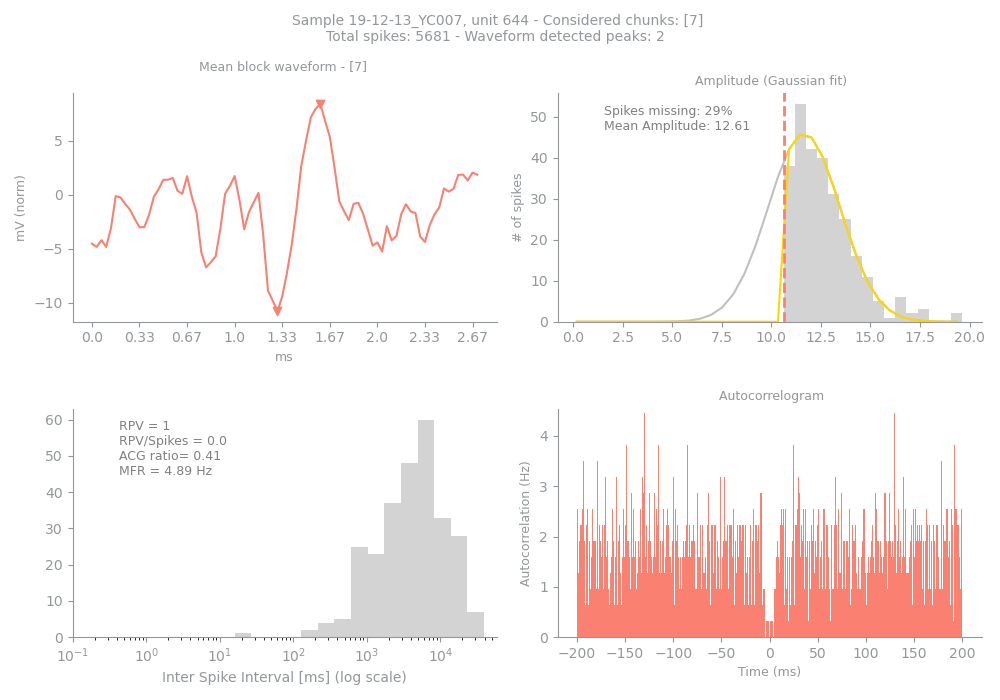 Sample 19-12-13_YC007, unit 644 - Considered chunks: [7]
Total spikes: 5681 - Waveform detected peaks: 2
Mean block waveform - [7]
mV (norm)
5
0
−5
−10
0.0 0.33 0.67 1.0 1.33 1.67 2.0 2.33 2.67
ms
Amplitude (Gaussian fit)
Spikes missing: 29%
Mean Amplitude: 12.61
# of spikes
50
40
30
20
10
0
0.0 2.5 5.0 7.5 10.0 12.5 15.0 17.5 20.0
RPV = 1
RPV/Spikes = 0.0
ACG ratio= 0.41
MFR = 4.89 Hz
60
50
40
30
20
10
0
10⁻¹ 10⁰ 10¹ 10² 10³ 10⁴
Inter Spike Interval [ms] (log scale)
Autocorrelogram
Autocorrelation (Hz)
4
3
2
1
0
−200 −150 −100 −50 0 50 100 150 200
Time (ms)